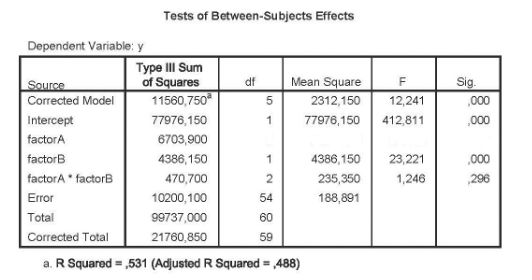 Tests of Between-Subjects Effects
Dependent Variable: y
Source Type III Sum of Squares df Mean Square F Sig.
Corrected Model 11560,750a 5 2312,150 12,241 ,000
Intercept 77976,150 1 77976,150 412,811 ,000
factorA 6703,900
factorB 4386,150 1 4386,150 23,221 ,000
factorA * factorB 470,700 2 235,350 1,246 ,296
Error 10200,100 54 188,891
Total 99737,000 60
Corrected Total 21760,850 59
a. R Squared = ,531 (Adjusted R Squared = ,488)